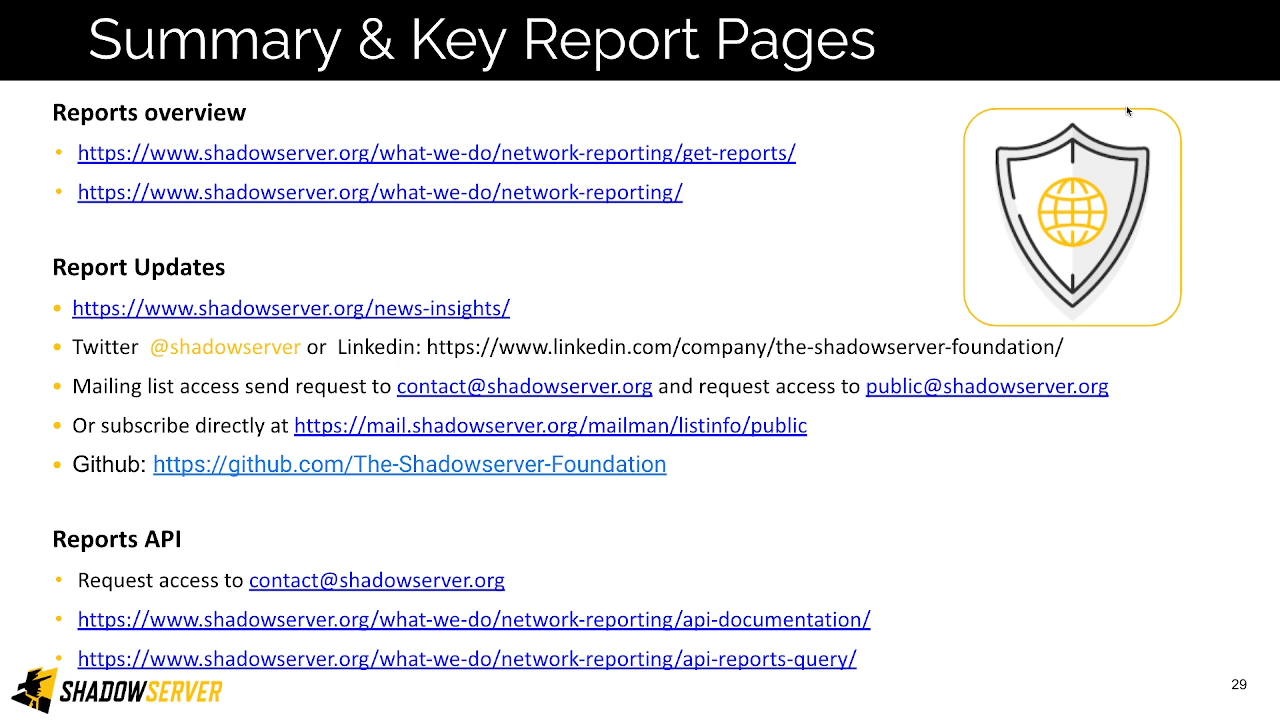 Summary & Key Report Pages
Reports overview
• https://www.shadowserver.org/what-we-do/network-reporting/get-reports/
• https://www.shadowserver.org/what-we-do/network-reporting/
Report Updates
• https://www.shadowserver.org/news-insights/
• Twitter @shadowserver or Linkedin: https://www.linkedin.com/company/the-shadowserver-foundation/
• Mailing list access send request to contact@shadowserver.org and request access to public@shadowserver.org
• Or subscribe directly at https://mail.shadowserver.org/mailman/listinfo/public
• Github: https://github.com/The-Shadowserver-Foundation
Reports API
• Request access to contact@shadowserver.org
• https://www.shadowserver.org/what-we-do/network-reporting/api-documentation/
• https://www.shadowserver.org/what-we-do/network-reporting/api-reports-query/
SHADOWSERVER
29